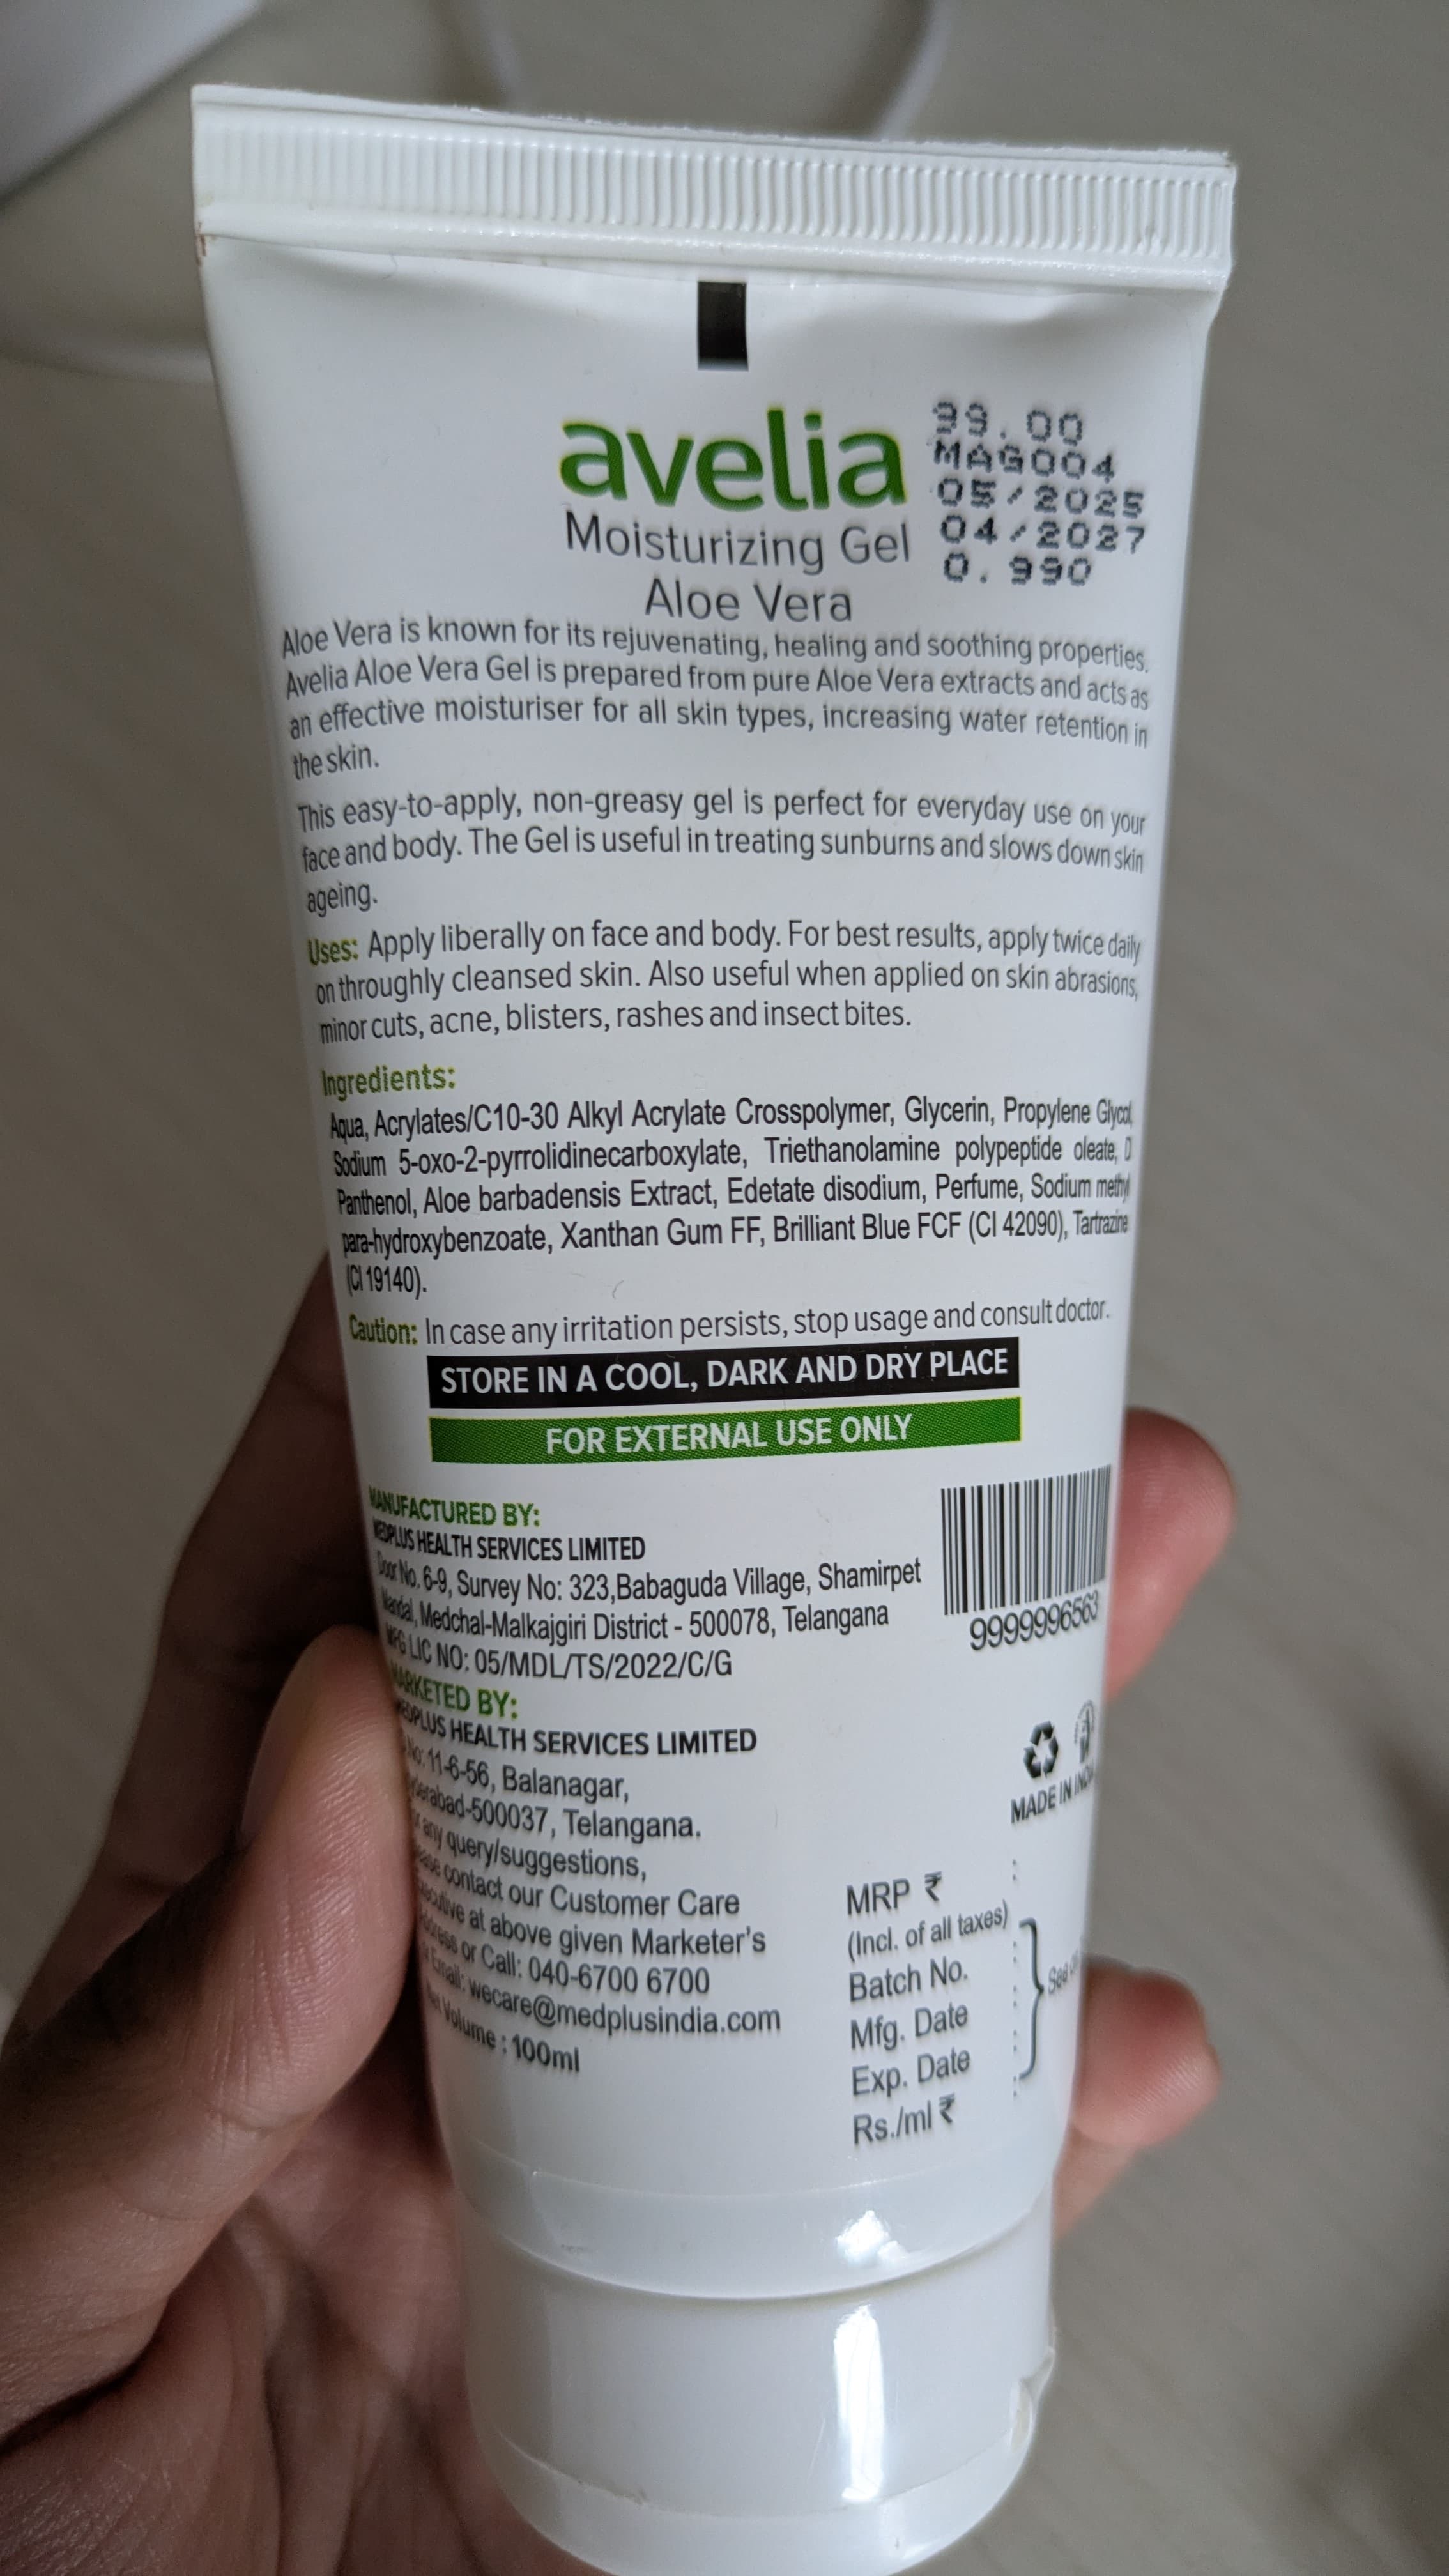 avelia
Moisturizing Gel
Aloe Vera
99.00
MAG004
05/2025
04/2027
0.990
Aloe Vera is known for its rejuvenating, healing and soothing properties.
Avelia Aloe Vera Gel is prepared from pure Aloe Vera extracts and acts as
an effective moisturiser for all skin types, increasing water retention in
the skin.
This easy-to-apply, non-greasy gel is perfect for everyday use on your
face and body. The Gel is useful in treating sunburns and slows down skin
ageing.
Uses: Apply liberally on face and body. For best results, apply twice daily
on throughly cleansed skin. Also useful when applied on skin abrasions,
minor cuts, acne, blisters, rashes and insect bites.
Ingredients:
Aqua, Acrylates/C10-30 Alkyl Acrylate Crosspolymer, Glycerin, Propylene Glycol,
Sodium 5-oxo-2-pyrrolidinecarboxylate, Triethanolamine polypeptide oleate, D
Panthenol, Aloe barbadensis Extract, Edetate disodium, Perfume, Sodium methyl
para-hydroxybenzoate, Xanthan Gum FF, Brilliant Blue FCF (CI 42090), Tartrazine
(CI 19140).
Caution: In case any irritation persists, stop usage and consult doctor.
STORE IN A COOL, DARK AND DRY PLACE
FOR EXTERNAL USE ONLY
MANUFACTURED BY:
MEDPLUS HEALTH SERVICES LIMITED
Door No. 6-9, Survey No: 323,Babaguda Village, Shamirpet
Mandal, Medchal-Malkajgiri District - 500078, Telangana
MFG LIC NO: 05/MDL/TS/2022/C/G
MARKETED BY:
MEDPLUS HEALTH SERVICES LIMITED
No: 11-6-56, Balanagar,
Hyderabad-500037, Telangana.
any query/suggestions,
contact our Customer Care
at above given Marketer's
or Call: 040-6700 6700
Email: wecare@medplusindia.com
Net Volume : 100ml
9999996563
MADE IN INDIA
MRP ₹ :
(Incl. of all taxes)
Batch No. :
Mfg. Date :
Exp. Date :
Rs./ml ₹ :
See